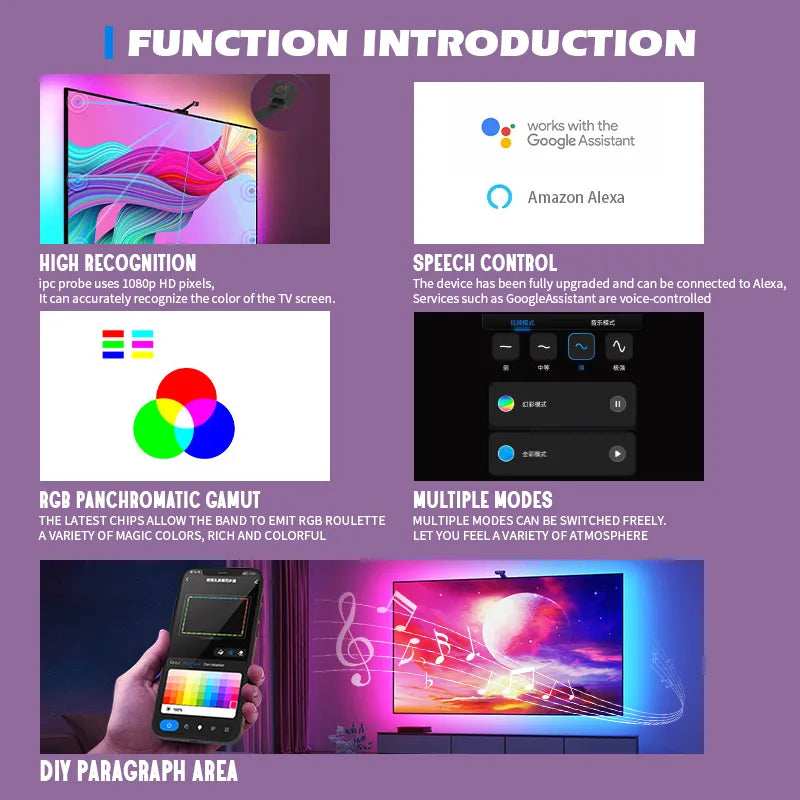 FUNCTION INTRODUCTION
works with the
Google Assistant
Amazon Alexa
HIGH RECOGNITION
ipc probe uses 1080p HD pixels,
It can accurately recognize the color of the TV screen.
SPEECH CONTROL
The device has been fully upgraded and can be connected to Alexa,
Services such as GoogleAssistant are voice-controlled
视频模式 音乐模式
弱 中等 强 极强
幻彩模式
全彩模式
RGB PANCHROMATIC GAMUT
THE LATEST CHIPS ALLOW THE BAND TO EMIT RGB ROULETTE
A VARIETY OF MAGIC COLORS, RICH AND COLORFUL
MULTIPLE MODES
MULTIPLE MODES CAN BE SWITCHED FREELY.
LET YOU FEEL A VARIETY OF ATMOSPHERE
100%
DIY PARAGRAPH AREA